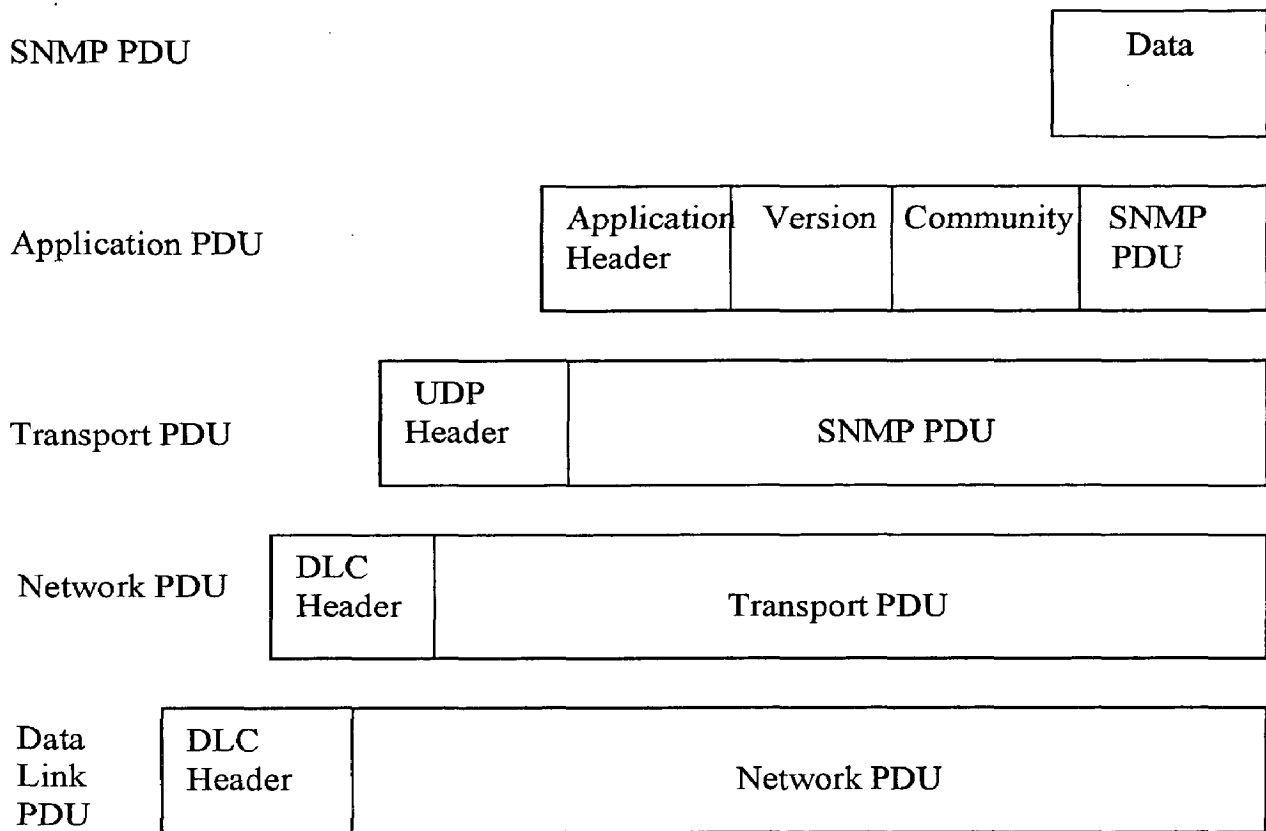 SNMP PDU
Data
Application PDU
Application Version Community SNMP
Header PDU
Transport PDU
UDP
Header
SNMP PDU
Network PDU
DLC
Header
Transport PDU
Data
Link
PDU
DLC
Header
Network PDU